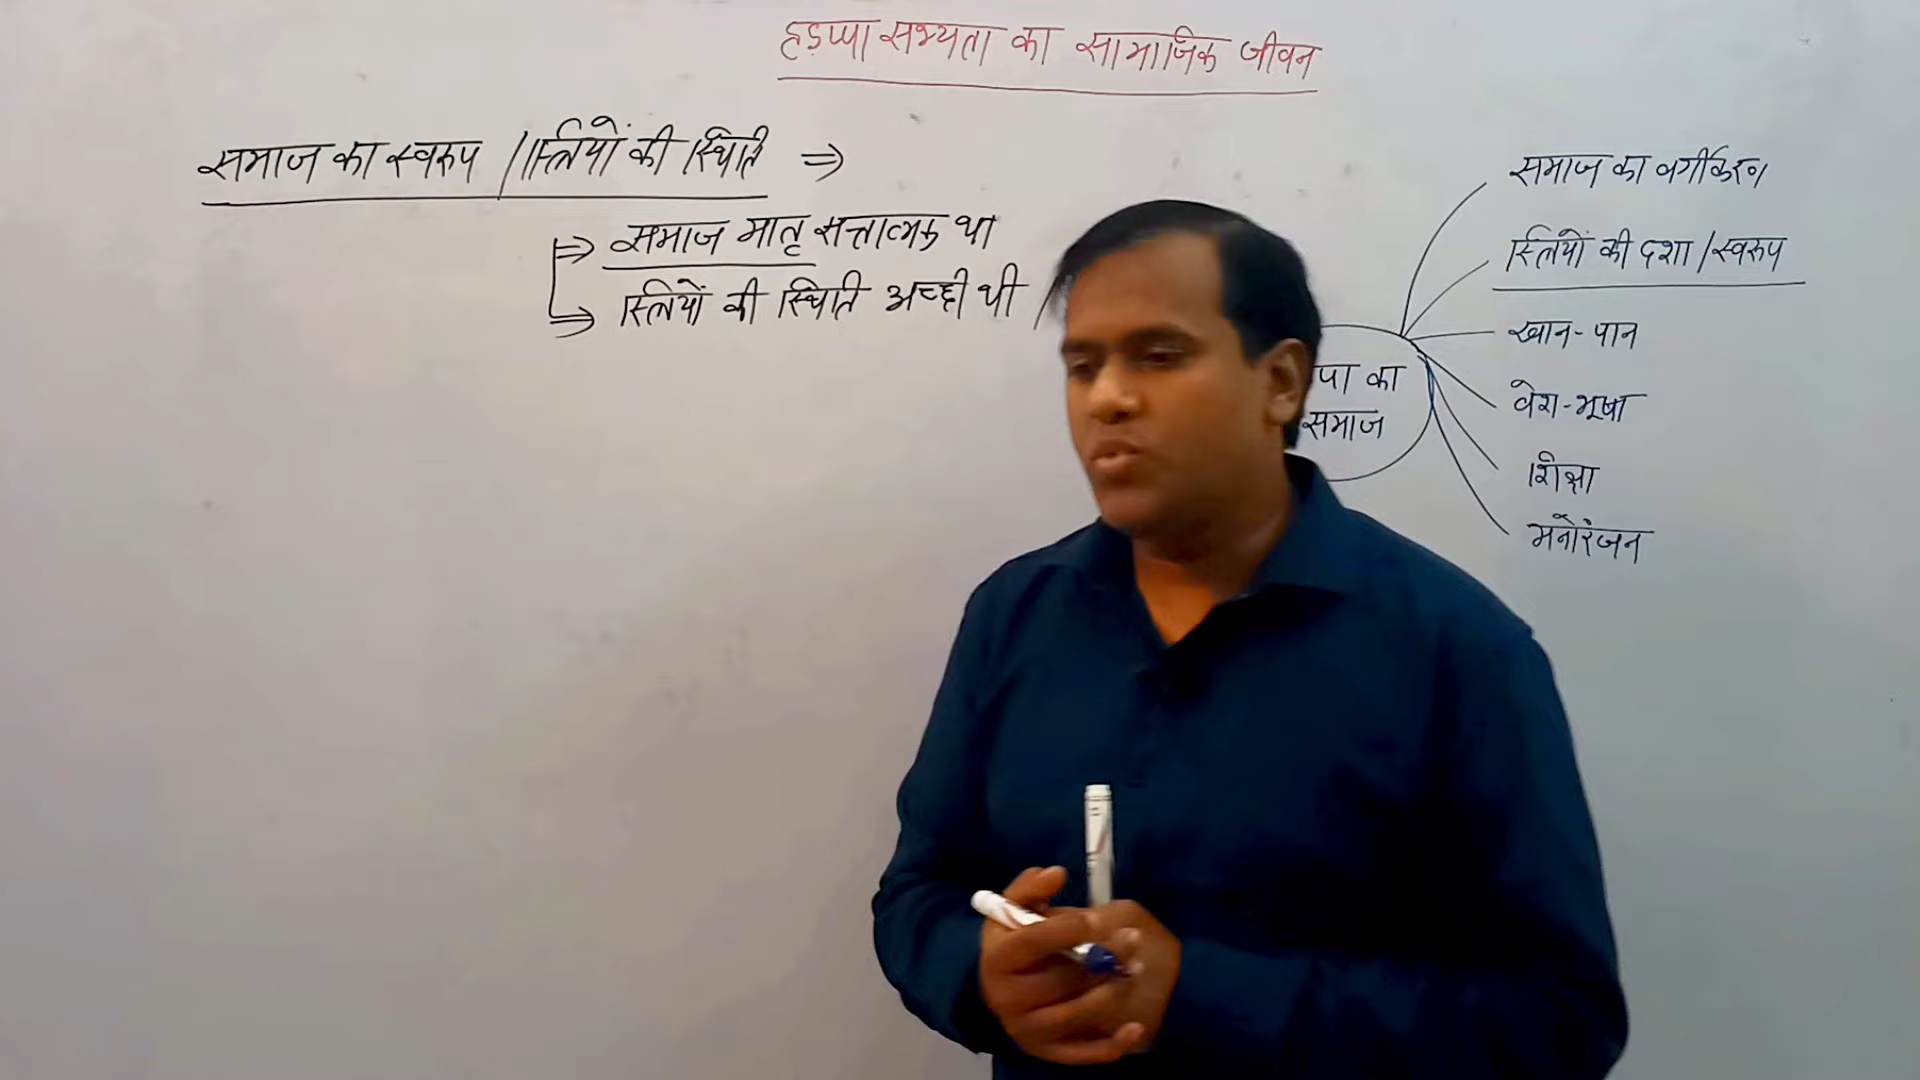 हड़प्पा सभ्यता का सामाजिक जीवन
समाज का स्वरूप / स्त्रियों की स्थिति ⇒
⇒ समाज मातृ सत्तात्मक था
⇒ स्त्रियों की स्थिति अच्छी थी /
पा का
समाज
समाज का वर्गीकरण
स्त्रियों की दशा / स्वरूप
खान-पान
वेश-भूषा
शिक्षा
मनोरंजन